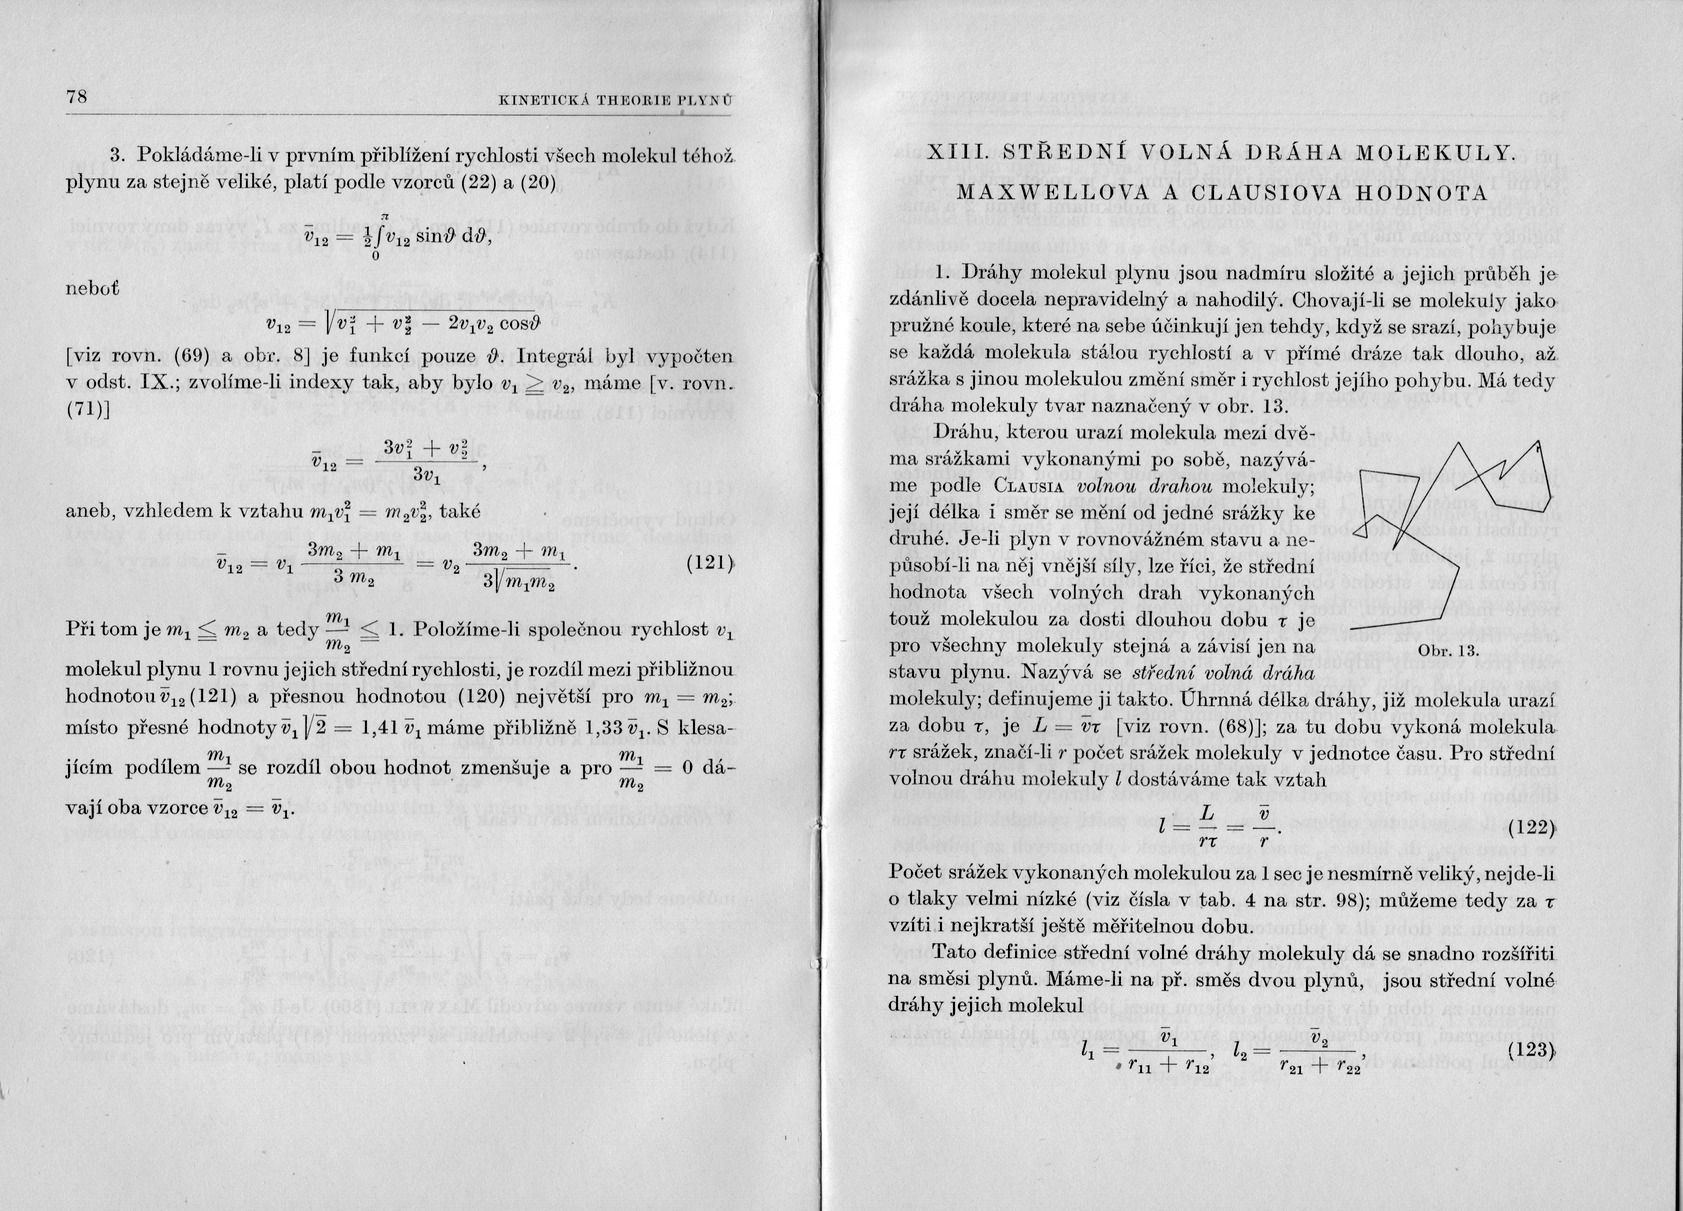 78
KINETICKÁ THEORIE PLYNŮ
3. Pokládáme-li v prvním přiblížení rychlosti všech molekul téhož
plynu za stejně veliké, platí podle vzorců (22) a (20)
v̄₁₂ = ½ ∫₀^π v₁₂ sinϑ dϑ,
neboť
v₁₂ = √(v₁² + v₂² — 2v₁v₂ cosϑ)
[viz rovn. (69) a obr. 8] je funkcí pouze ϑ. Integrál byl vypočten
v odst. IX.; zvolíme-li indexy tak, aby bylo v₁ ≧ v₂, máme [v. rovn.
(71)]
v̄₁₂ = (3v₁² + v₂²) / 3v₁ ,
aneb, vzhledem k vztahu m₁v₁² = m₂v₂², také
v̄₁₂ = v₁ (3m₂ + m₁) / (3 m₂) = v₂ (3m₂ + m₁) / (3√(m₁m₂)) . (121)
Při tom je m₁ ≦ m₂ a tedy m₁/m₂ ≦ 1. Položíme-li společnou rychlost v₁
molekul plynu 1 rovnu jejich střední rychlosti, je rozdíl mezi přibližnou
hodnotou v̄₁₂ (121) a přesnou hodnotou (120) největší pro m₁ = m₂;
místo přesné hodnoty v̄₁√2 = 1,41 v̄₁ máme přibližně 1,33 v̄₁. S klesa-
jícím podílem m₁/m₂ se rozdíl obou hodnot zmenšuje a pro m₁/m₂ = 0 dá-
vají oba vzorce v̄₁₂ = v̄₁.
XIII. STŘEDNÍ VOLNÁ DRÁHA MOLEKULY.
MAXWELLOVA A CLAUSIOVA HODNOTA
1. Dráhy molekul plynu jsou nadmíru složité a jejich průběh je
zdánlivě docela nepravidelný a nahodilý. Chovají-li se molekuly jako
pružné koule, které na sebe účinkují jen tehdy, když se srazí, pohybuje
se každá molekula stálou rychlostí a v přímé dráze tak dlouho, až
srážka s jinou molekulou změní směr i rychlost jejího pohybu. Má tedy
dráha molekuly tvar naznačený v obr. 13.
Dráhu, kterou urazí molekula mezi dvě-
ma srážkami vykonanými po sobě, nazývá-
me podle CLAUSIA volnou drahou molekuly;
její délka i směr se mění od jedné srážky ke
druhé. Je-li plyn v rovnovážném stavu a ne-
působí-li na něj vnější síly, lze říci, že střední
hodnota všech volných drah vykonaných
touž molekulou za dosti dlouhou dobu τ je
pro všechny molekuly stejná a závisí jen na
stavu plynu. Nazývá se střední volná dráha
Obr. 13.
molekuly; definujeme ji takto. Úhrnná délka dráhy, již molekula urazí
za dobu τ, je L = v̄τ [viz rovn. (68)]; za tu dobu vykoná molekula
rτ srážek, značí-li r počet srážek molekuly v jednotce času. Pro střední
volnou dráhu molekuly l dostáváme tak vztah
l = L/rτ = v̄/r . (122)
Počet srážek vykonaných molekulou za 1 sec je nesmírně veliký, nejde-li
o tlaky velmi nízké (viz čísla v tab. 4 na str. 98); můžeme tedy za τ
vzíti i nejkratší ještě měřitelnou dobu.
Tato definice střední volné dráhy molekuly dá se snadno rozšířiti
na směsi plynů. Máme-li na př. směs dvou plynů, jsou střední volné
dráhy jejich molekul
l₁ = v̄₁ / (r₁₁ + r₁₂) , l₂ = v̄₂ / (r₂₁ + r₂₂) , (123)